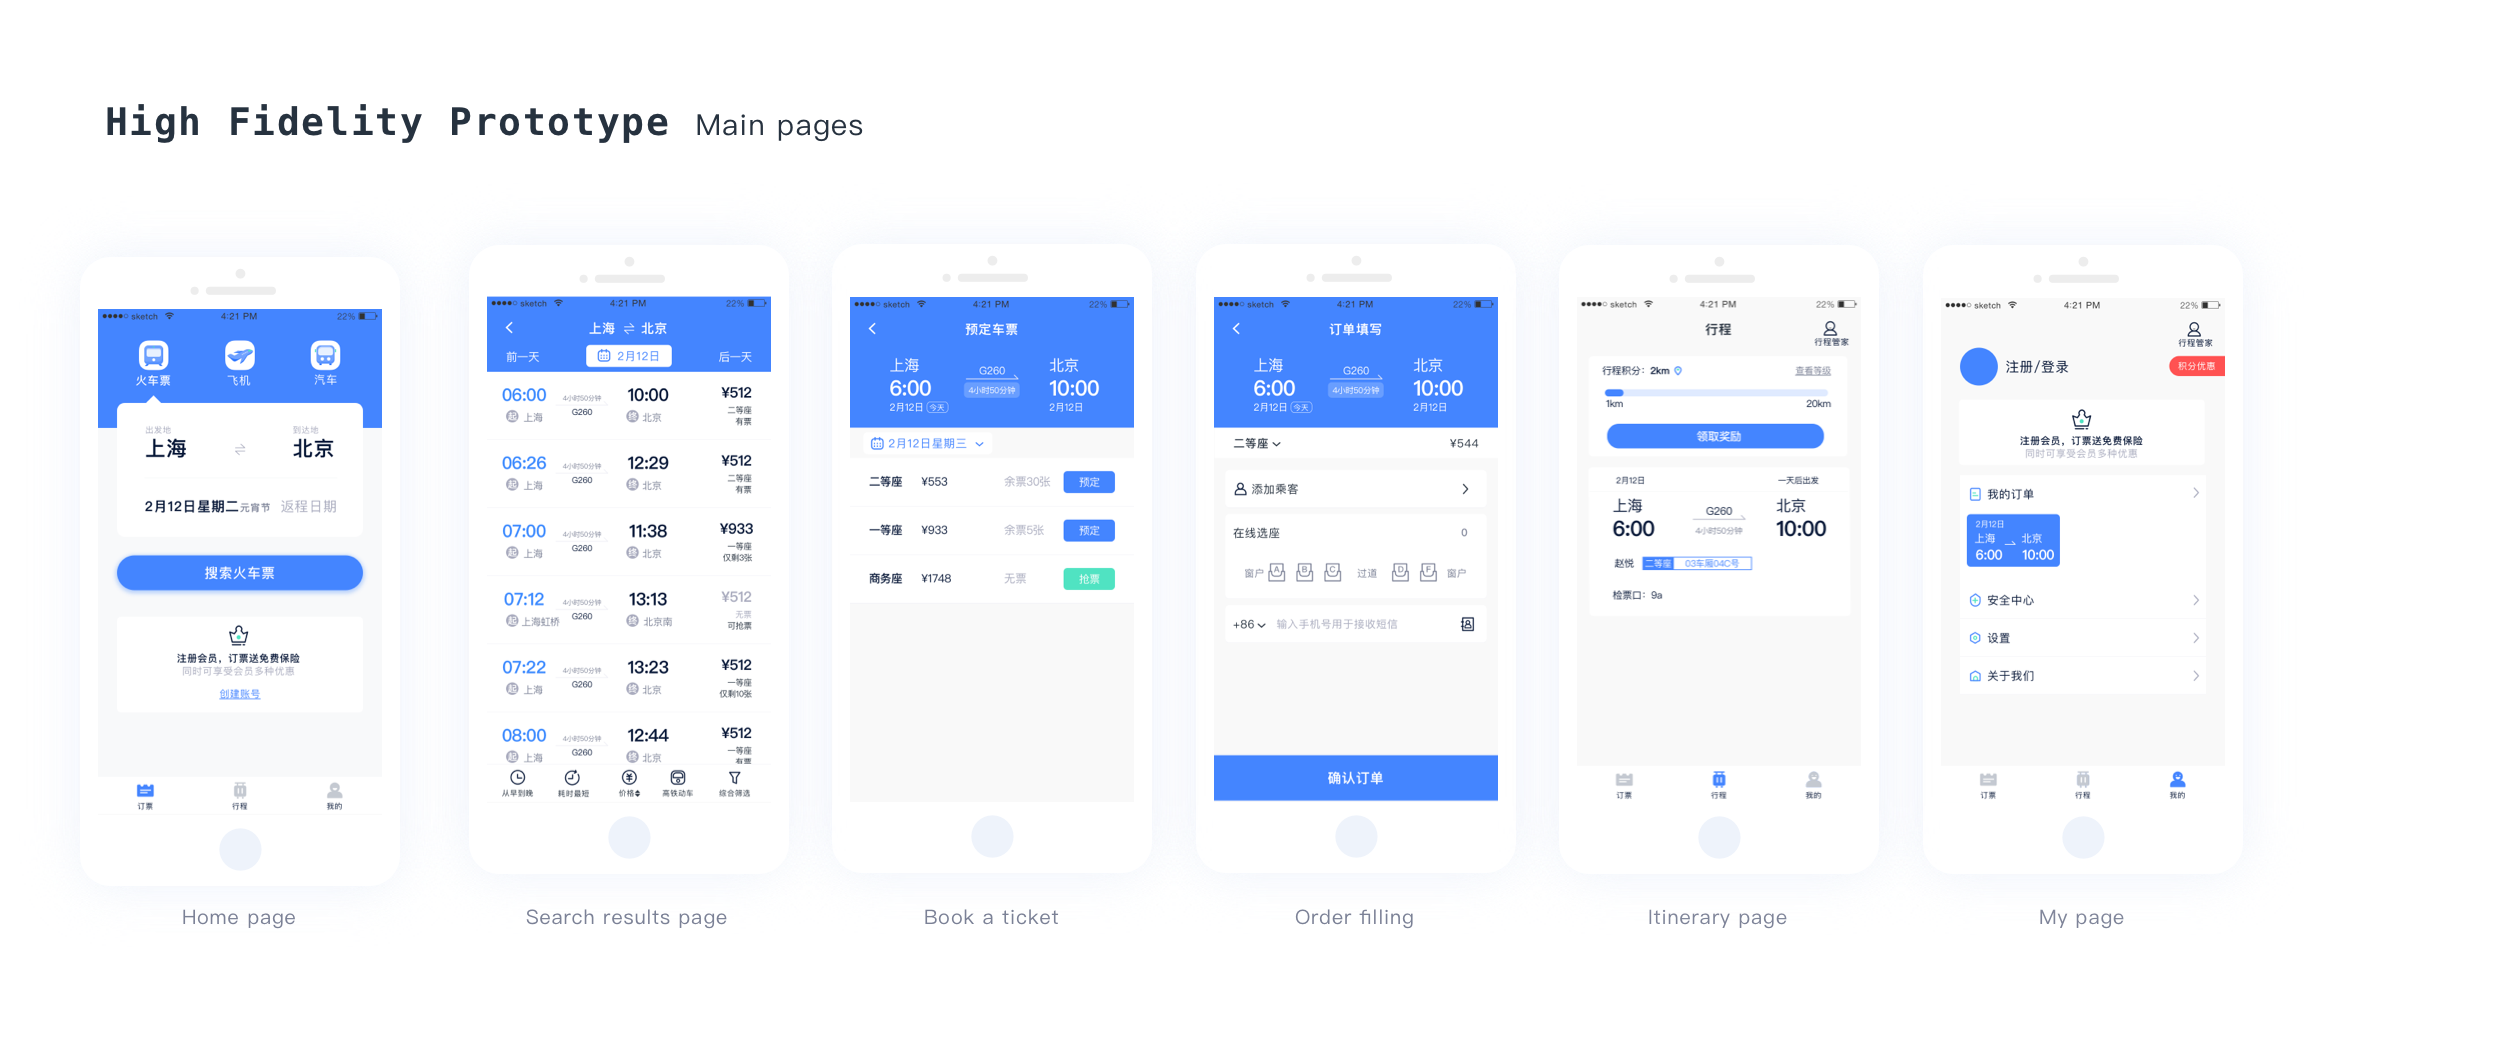 High Fidelity Prototype Main pages
sketch 4:21 PM 22%
火车票 飞机 汽车
出发地 到达地
上海 北京
2月12日星期二元宵节 返程日期
搜索火车票
注册会员，订票送免费保险
同时可享受会员多种优惠
创建账号
订票 行程 我的
Home page
sketch 4:21 PM 22%
上海 北京
前一天 2月12日 后一天
06:00 4小时50分钟 10:00 ¥512
起 上海 G260 终 北京 二等座
有票
06:26 4小时50分钟 12:29 ¥512
起 上海 G260 终 北京 二等座
有票
07:00 4小时50分钟 11:38 ¥933
起 上海 G260 终 北京 一等座
仅剩3张
07:12 4小时50分钟 13:13 ¥512
起 上海虹桥 G260 终 北京南 无票
可抢票
07:22 4小时50分钟 13:23 ¥512
起 上海 G260 终 北京 一等座
仅剩10张
08:00 4小时50分钟 12:44 ¥512
起 上海 G260 终 北京 一等座
有票
从早到晚 耗时最短 价格 高铁动车 综合筛选
Search results page
sketch 4:21 PM 22%
预定车票
上海 G260 北京
6:00 4小时50分钟 10:00
2月12日 今天 2月12日
2月12日星期三
二等座 ¥553 余票30张 预定
一等座 ¥933 余票5张 预定
商务座 ¥1748 无票 抢票
Book a ticket
sketch 4:21 PM 22%
订单填写
上海 G260 北京
6:00 4小时50分钟 10:00
2月12日 今天 2月12日
二等座 ¥544
添加乘客
在线选座 0
窗户 A B C 过道 D F 窗户
+86 输入手机号用于接收短信
确认订单
Order filling
sketch 4:21 PM 22%
行程
行程管家
行程积分：2km 查看等级
1km 20km
领取奖励
2月12日 一天后出发
上海 G260 北京
6:00 4小时50分钟 10:00
赵悦 二等座 03车厢04C号
检票口：9a
订票 行程 我的
Itinerary page
sketch 4:21 PM 22%
行程管家
注册/登录 积分优惠
注册会员，订票送免费保险
同时可享受会员多种优惠
我的订单
2月12日
上海 北京
6:00 10:00
安全中心
设置
关于我们
订票 行程 我的
My page